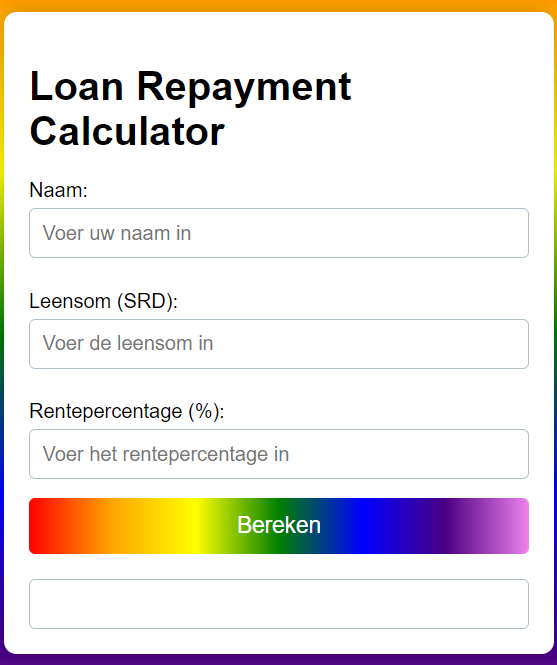 Loan Repayment
Calculator
Naam:
Voer uw naam in
Leensom (SRD):
Voer de leensom in
Rentepercentage (%):
Voer het rentepercentage in
Bereken